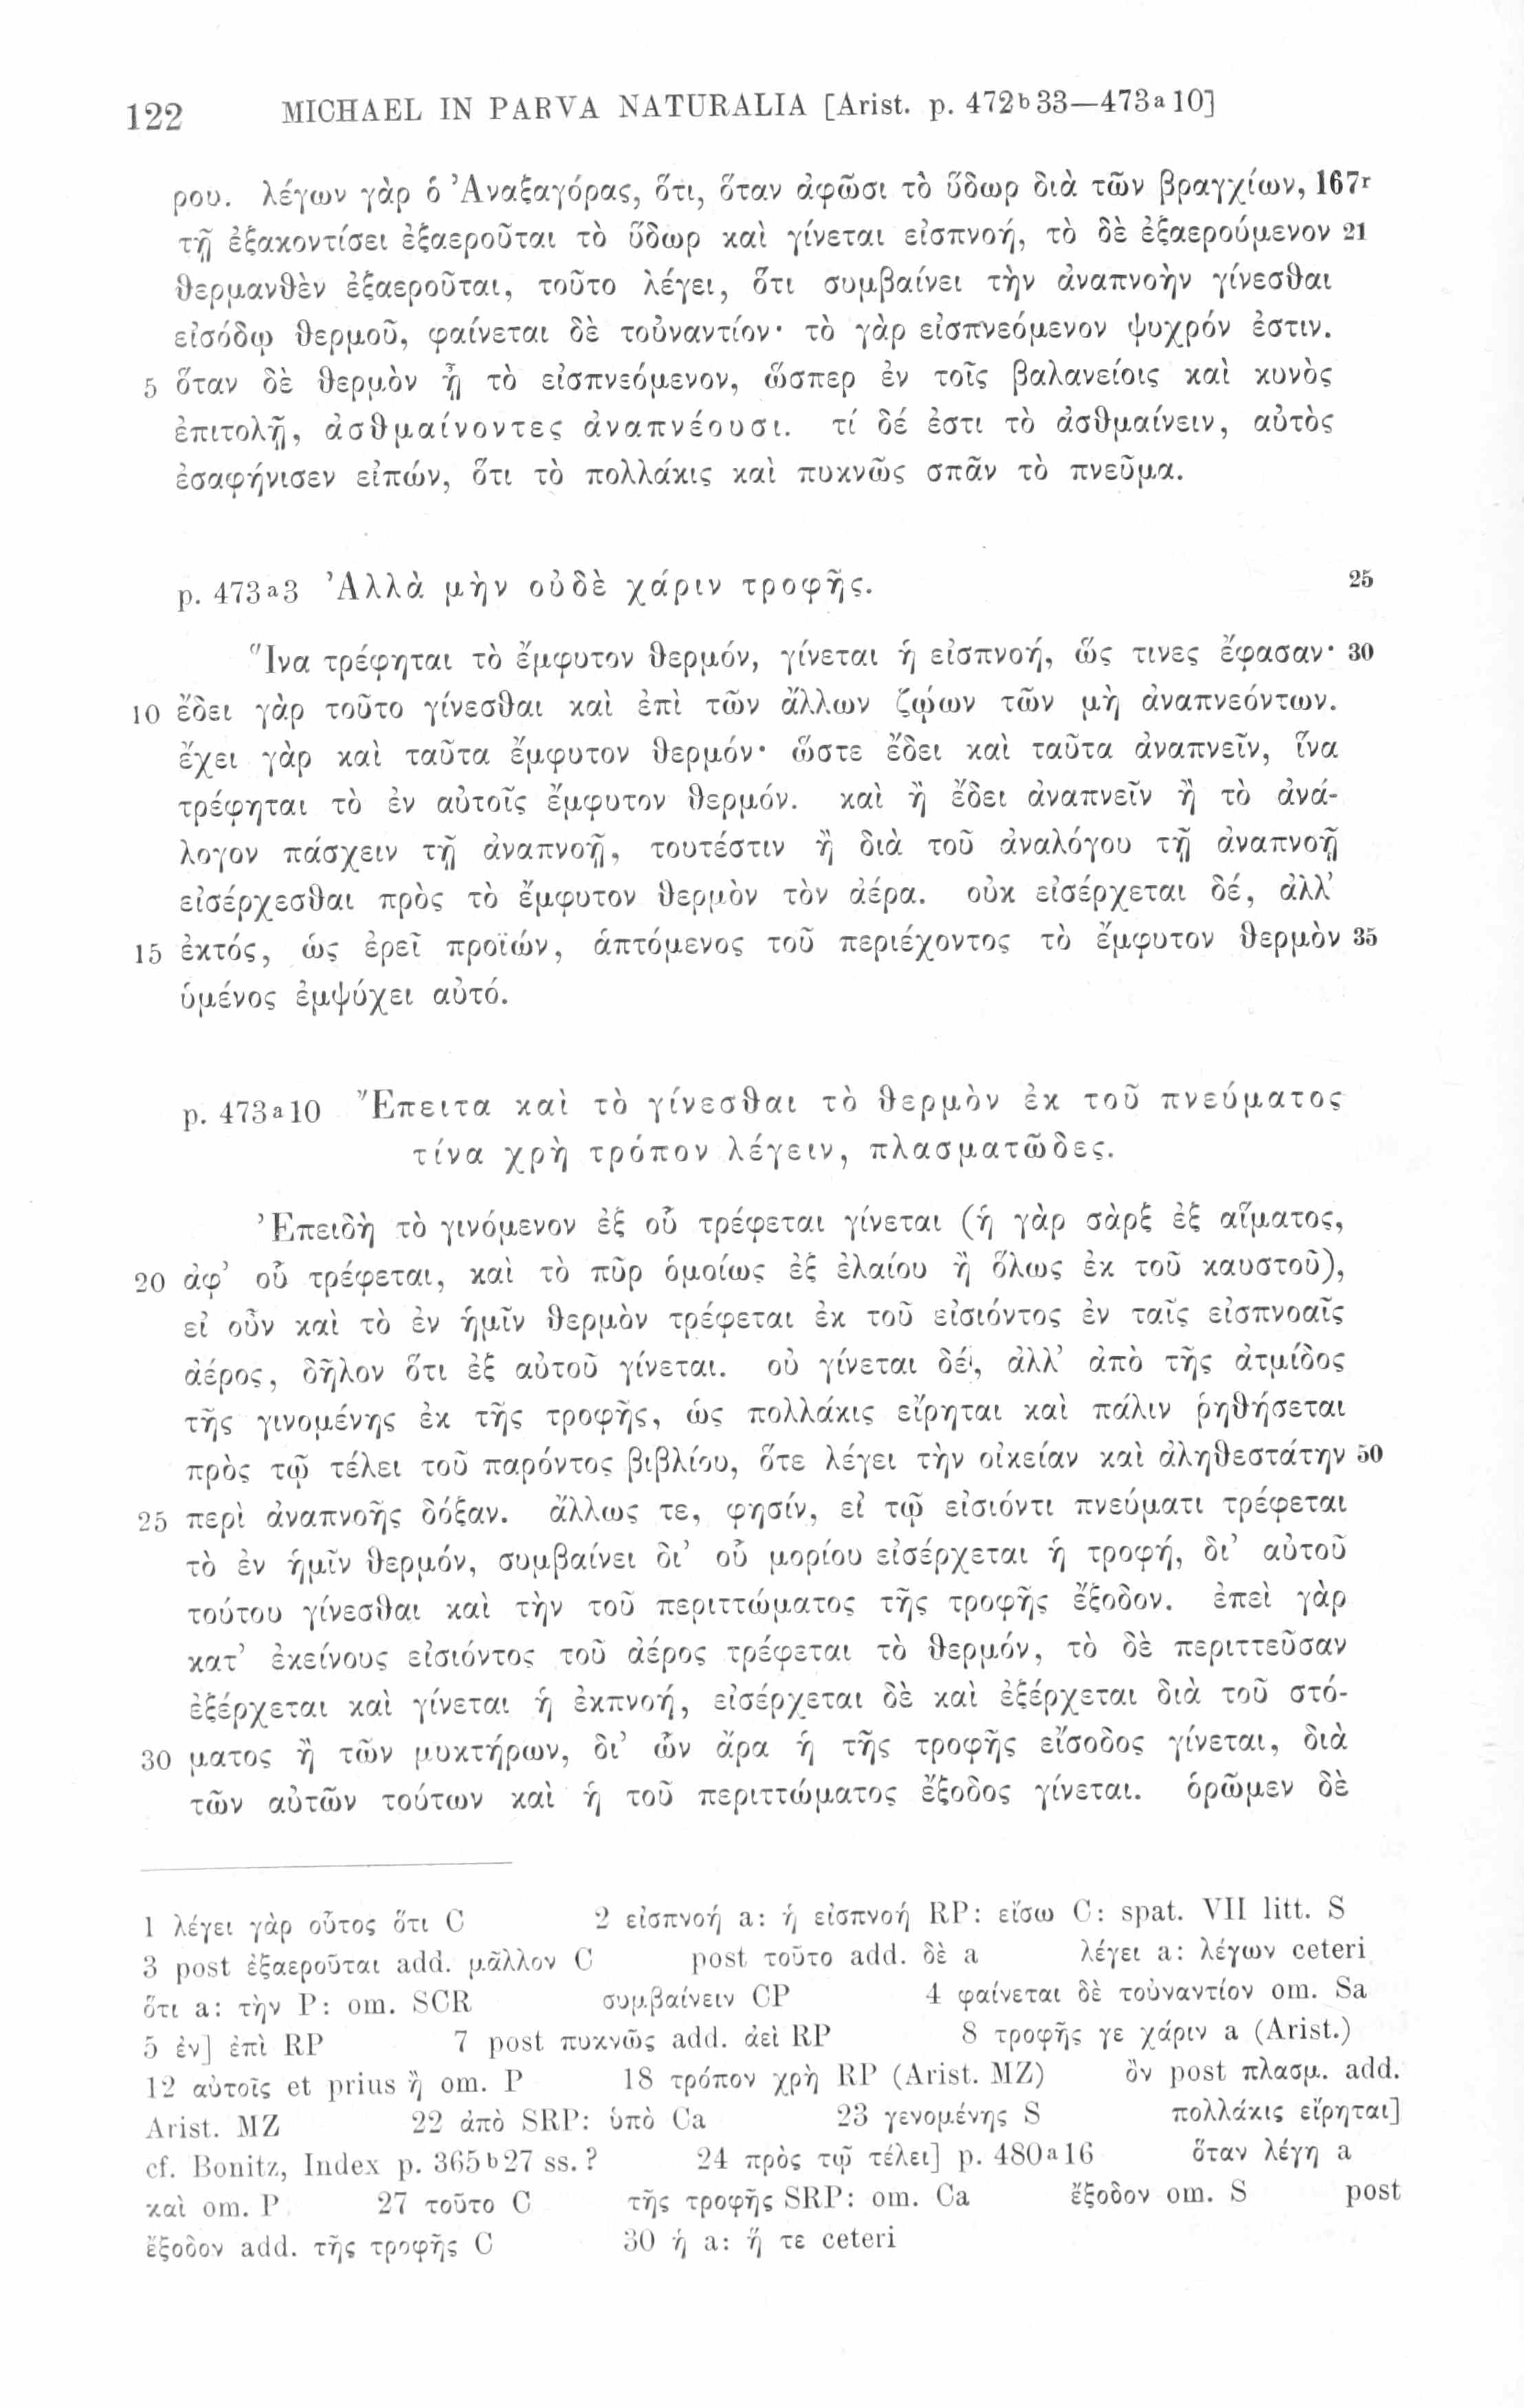 122 MICHAEL IN PARVA NATURALIA [Arist. p. 472b33—473a10]
ρου. λέγων γὰρ ὁ Ἀναξαγόρας, ὅτι, ὅταν ἀφῶσι τὸ ὕδωρ διὰ τῶν βραγχίων, 167r
τῇ ἐξακοντίσει ἐξαεροῦται τὸ ὕδωρ καὶ γίνεται εἰσπνοή, τὸ δὲ ἐξαερούμενον 21
θερμανθὲν ἐξαεροῦται, τοῦτο λέγει, ὅτι συμβαίνει τὴν ἀναπνοὴν γίνεσθαι
εἰσόδῳ θερμοῦ, φαίνεται δὲ τοὐναντίον· τὸ γὰρ εἰσπνεόμενον ψυχρόν ἐστιν.
5 ὅταν δὲ θερμὸν ᾖ τὸ εἰσπνεόμενον, ὥσπερ ἐν τοῖς βαλανείοις καὶ κυνὸς
ἐπιτολῇ, ἀσθμαίνοντες ἀναπνέουσι. τί δέ ἐστι τὸ ἀσθμαίνειν, αὐτὸς
ἐσαφήνισεν εἰπών, ὅτι τὸ πολλάκις καὶ πυκνῶς σπᾶν τὸ πνεῦμα.
p. 473a3 Ἀλλὰ μὴν οὐδὲ χάριν τροφῆς. 25
Ἵνα τρέφηται τὸ ἔμφυτον θερμόν, γίνεται ἡ εἰσπνοή, ὥς τινες ἔφασαν· 30
10 ἔδει γὰρ τοῦτο γίνεσθαι καὶ ἐπὶ τῶν ἄλλων ζῴων τῶν μὴ ἀναπνεόντων.
ἔχει γὰρ καὶ ταῦτα ἔμφυτον θερμόν· ὥστε ἔδει καὶ ταῦτα ἀναπνεῖν, ἵνα
τρέφηται τὸ ἐν αὐτοῖς ἔμφυτον θερμόν. καὶ ἢ ἔδει ἀναπνεῖν ἢ τὸ ἀνά-
λογον πάσχειν τῇ ἀναπνοῇ, τουτέστιν ἢ διὰ τοῦ ἀναλόγου τῇ ἀναπνοῇ
εἰσέρχεσθαι πρὸς τὸ ἔμφυτον θερμὸν τὸν ἀέρα. οὐκ εἰσέρχεται δέ, ἀλλ’
15 ἐκτός, ὡς ἐρεῖ προϊών, ἁπτόμενος τοῦ περιέχοντος τὸ ἔμφυτον θερμὸν 35
ὑμένος ἐμψύχει αὐτό.
p. 473a10 Ἔπειτα καὶ τὸ γίνεσθαι τὸ θερμὸν ἐκ τοῦ πνεύματος
τίνα χρὴ τρόπον λέγειν, πλασματῶδες.
Ἐπειδὴ τὸ γινόμενον ἐξ οὗ τρέφεται γίνεται (ἡ γὰρ σὰρξ ἐξ αἵματος,
20 ἀφ’ οὗ τρέφεται, καὶ τὸ πῦρ ὁμοίως ἐξ ἐλαίου ἢ ὅλως ἐκ τοῦ καυστοῦ),
εἰ οὖν καὶ τὸ ἐν ἡμῖν θερμὸν τρέφεται ἐκ τοῦ εἰσιόντος ἐν ταῖς εἰσπνοαῖς
ἀέρος, δῆλον ὅτι ἐξ αὐτοῦ γίνεται. οὐ γίνεται δέ, ἀλλ’ ἀπὸ τῆς ἀτμίδος
τῆς γινομένης ἐκ τῆς τροφῆς, ὡς πολλάκις εἴρηται καὶ πάλιν ῥηθήσεται
πρὸς τῷ τέλει τοῦ παρόντος βιβλίου, ὅτε λέγει τὴν οἰκείαν καὶ ἀληθεστάτην 50
25 περὶ ἀναπνοῆς δόξαν. ἄλλως τε, φησίν, εἰ τῷ εἰσιόντι πνεύματι τρέφεται
τὸ ἐν ἡμῖν θερμόν, συμβαίνει δι’ οὗ μορίου εἰσέρχεται ἡ τροφή, δι’ αὐτοῦ
τούτου γίνεσθαι καὶ τὴν τοῦ περιττώματος τῆς τροφῆς ἔξοδον. ἐπεὶ γὰρ
κατ’ ἐκείνους εἰσιόντος τοῦ ἀέρος τρέφεται τὸ θερμόν, τὸ δὲ περιττεῦσαν
ἐξέρχεται καὶ γίνεται ἡ ἐκπνοή, εἰσέρχεται δὲ καὶ ἐξέρχεται διὰ τοῦ στό-
30 ματος ἢ τῶν μυκτήρων, δι’ ὧν ἄρα ἡ τῆς τροφῆς εἴσοδος γίνεται, διὰ
τῶν αὐτῶν τούτων καὶ ἡ τοῦ περιττώματος ἔξοδος γίνεται. ὁρῶμεν δὲ
1 λέγει γὰρ οὗτος ὅτι C 2 εἰσπνοή a: ἡ εἰσπνοή RP: εἴσω C: spat. VII litt. S
3 post ἐξαεροῦται add. μᾶλλον C post τοῦτο add. δὲ a λέγει a: λέγων ceteri
ὅτι a: τὴν P: om. SCR συμβαίνειν CP 4 φαίνεται δὲ τοὐναντίον om. Sa
5 ἐν] ἐπὶ RP 7 post πυκνῶς add. ἀεὶ RP 8 τροφῆς γε χάριν a (Arist.)
12 αὐτοῖς et prius ἢ om. P 18 τρόπον χρὴ RP (Arist. MZ) ὂν post πλασμ. add.
Arist. MZ 22 ἀπὸ SRP: ὑπὸ Ca 23 γενομένης S πολλάκις εἴρηται]
cf. Bonitz, Index p. 365b27 ss.? 24 πρὸς τῷ τέλει] p. 480a16 ὅταν λέγη a
καὶ om. P 27 τοῦτο C τῆς τροφῆς SRP: om. Ca ἔξοδον om. S post
ἔξοδον add. τῆς τροφῆς C 30 ἡ a: ἥ τε ceteri